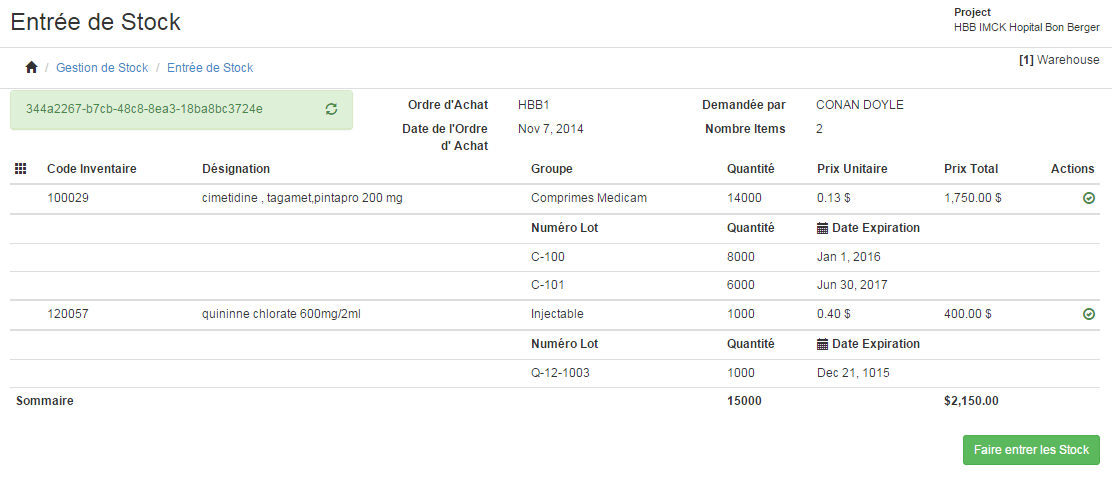 Entrée de Stock
Project
HBB IMCK Hopital Bon Berger
/ Gestion de Stock / Entrée de Stock
[1] Warehouse
344a2267-b7cb-48c8-8ea3-18ba8bc3724e
Ordre d'Achat HBB1 Demandée par CONAN DOYLE
Date de l'Ordre d' Achat Nov 7, 2014 Nombre Items 2
Code Inventaire Désignation Groupe Quantité Prix Unitaire Prix Total Actions
100029 cimetidine , tagamet,pintapro 200 mg Comprimes Medicam 14000 0.13 $ 1,750.00 $
Numéro Lot Quantité Date Expiration
C-100 8000 Jan 1, 2016
C-101 6000 Jun 30, 2017
120057 quininne chlorate 600mg/2ml Injectable 1000 0.40 $ 400.00 $
Numéro Lot Quantité Date Expiration
Q-12-1003 1000 Dec 21, 1015
Sommaire 15000 $2,150.00
Faire entrer les Stock